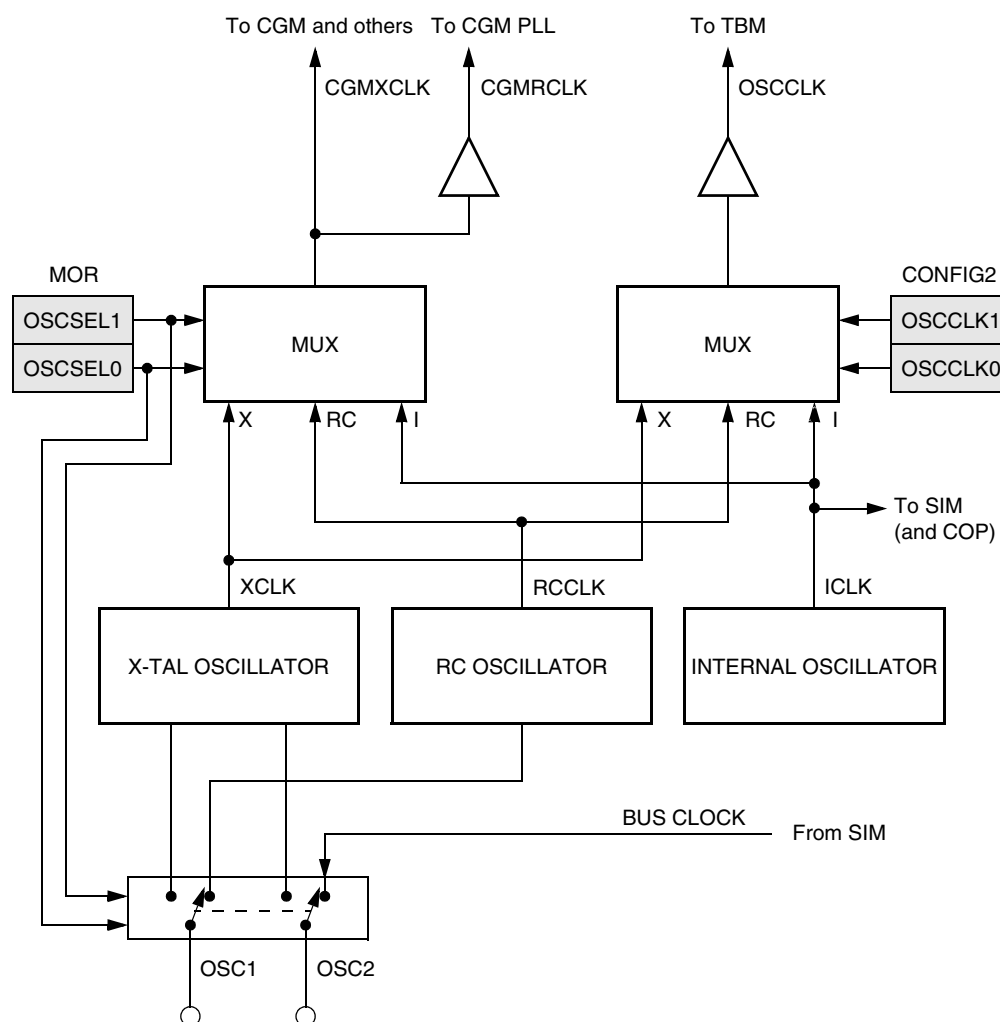 To CGM and others
To CGM PLL
To TBM
CGMXCLK
CGMRCLK
OSCCLK
MOR
CONFIG2
OSCSEL1
OSCSEL0
MUX
MUX
OSCCLK1
OSCCLK0
X
RC
I
X
RC
I
To SIM
(and COP)
XCLK
RCCLK
ICLK
X-TAL OSCILLATOR
RC OSCILLATOR
INTERNAL OSCILLATOR
BUS CLOCK
From SIM
OSC1
OSC2